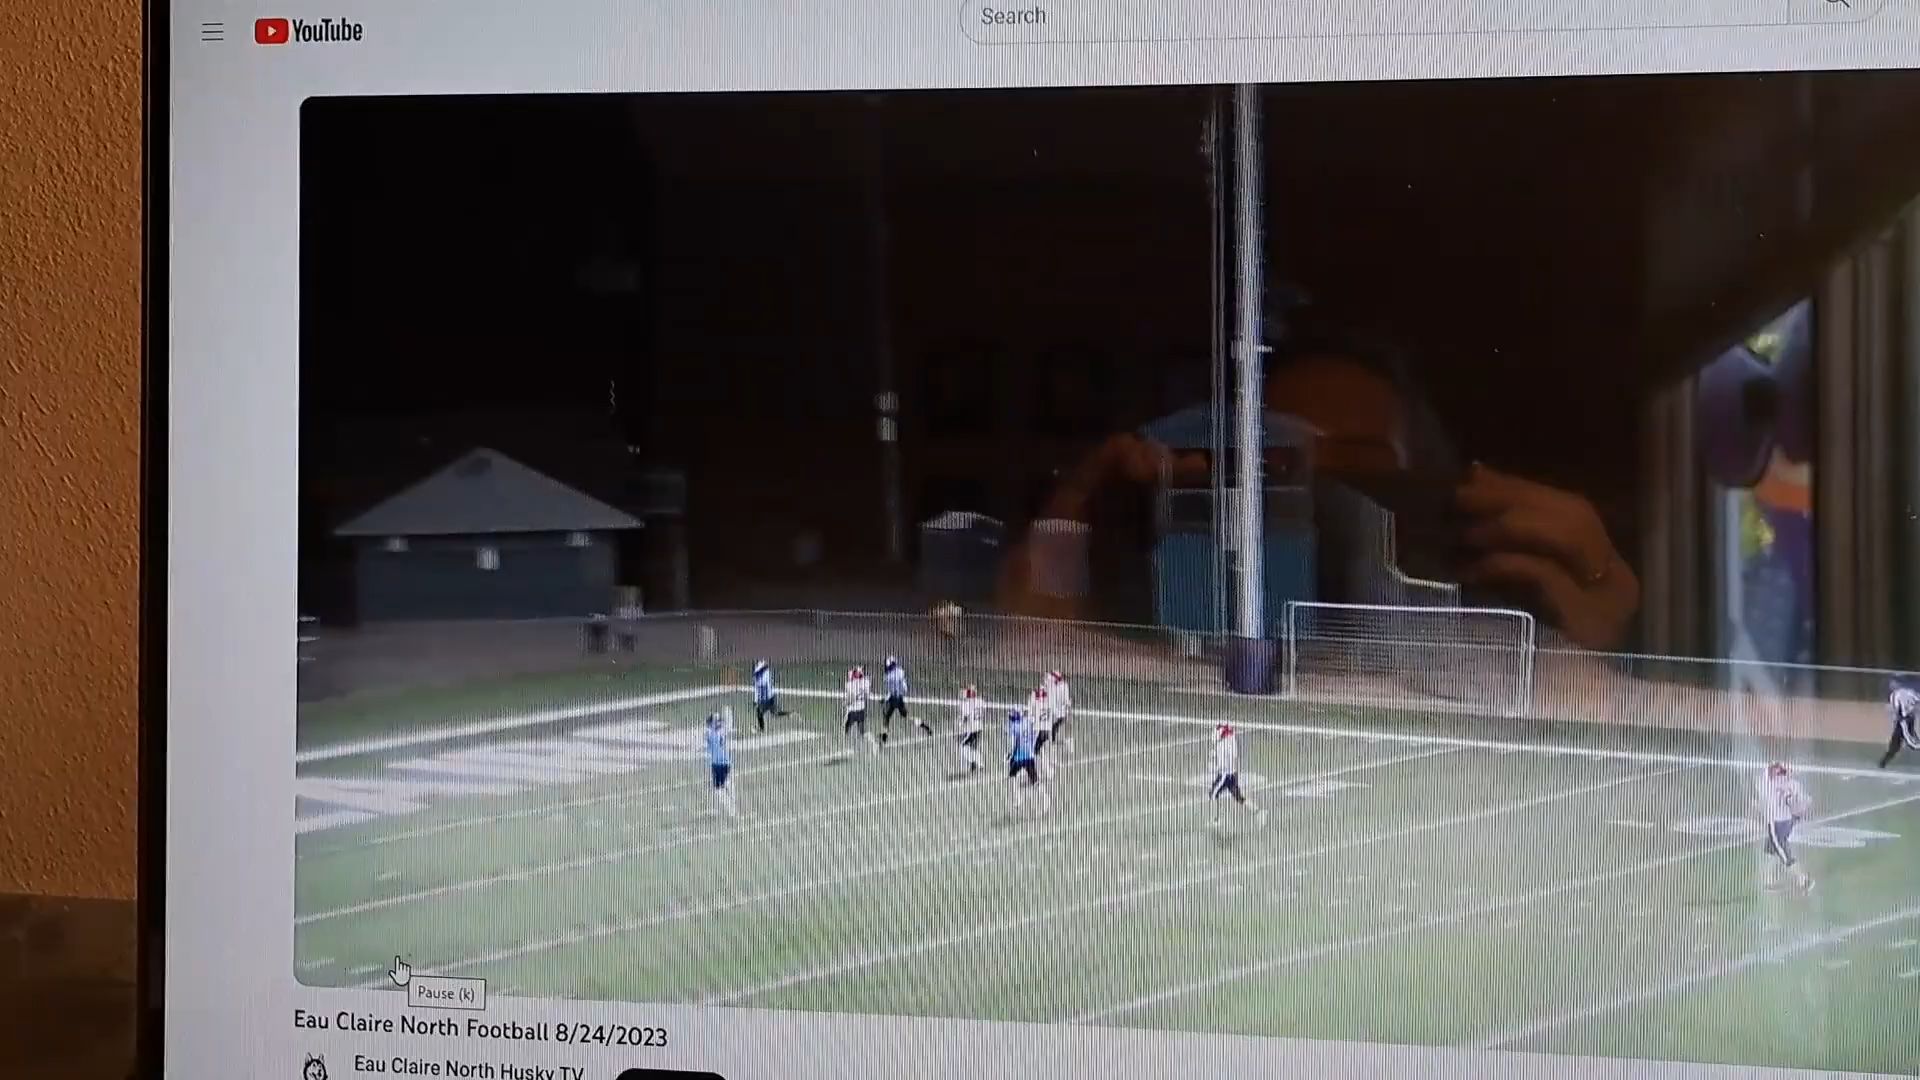 YouTube
Search
Pause (k)
Eau Claire North Football 8/24/2023
Eau Claire North Husky TV